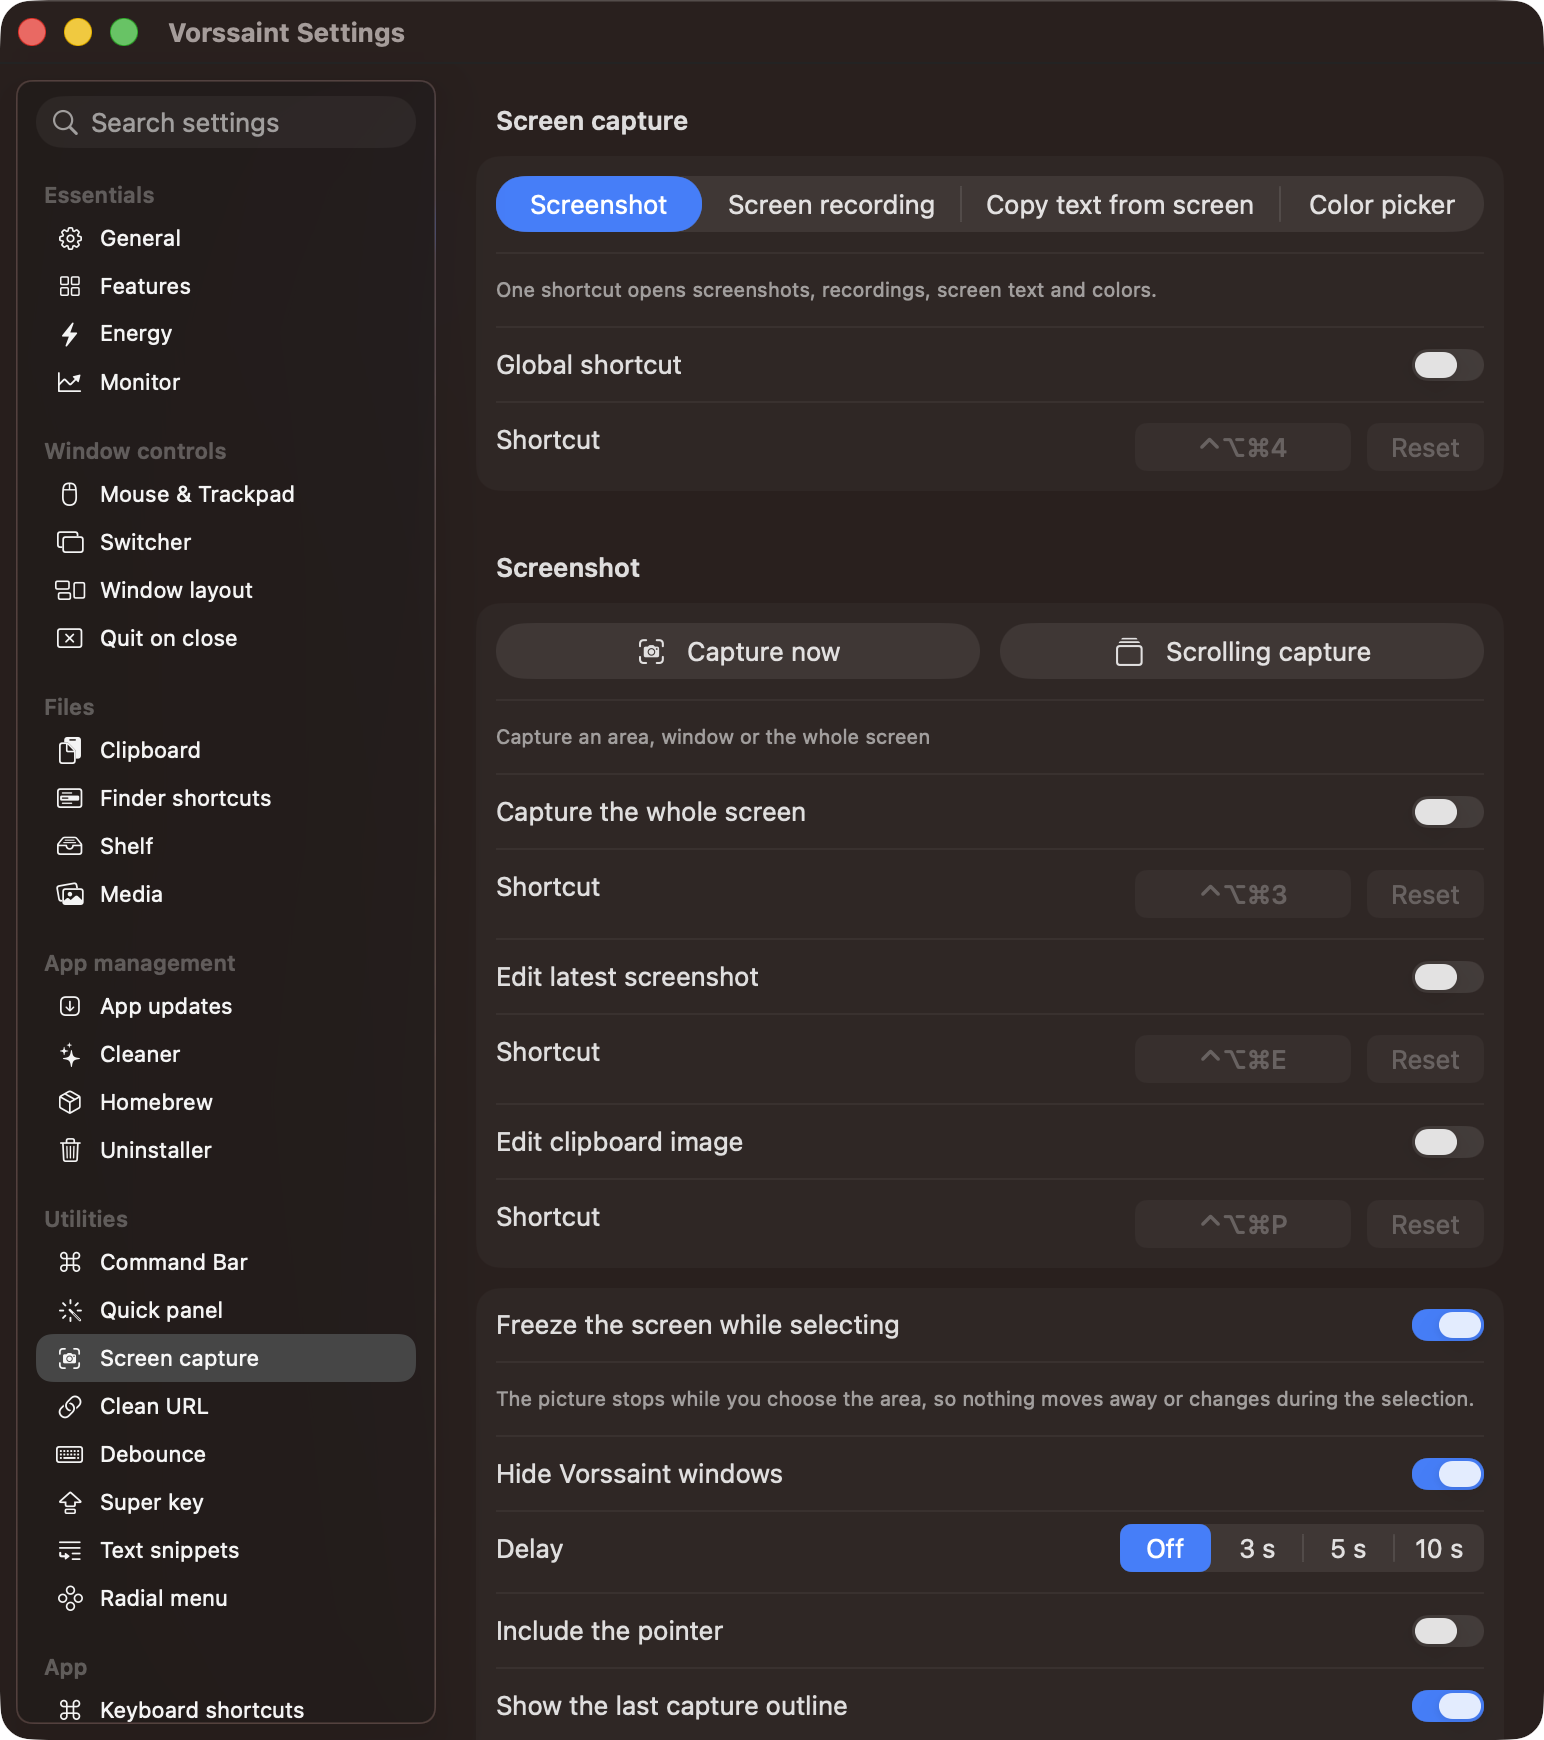 Vorssaint Settings
Search settings
Essentials
General
Features
Energy
Monitor
Window controls
Mouse & Trackpad
Switcher
Window layout
Quit on close
Files
Clipboard
Finder shortcuts
Shelf
Media
App management
App updates
Cleaner
Homebrew
Uninstaller
Utilities
Command Bar
Quick panel
Screen capture
Clean URL
Debounce
Super key
Text snippets
Radial menu
App
Keyboard shortcuts
Screen capture
Screenshot Screen recording Copy text from screen Color picker
One shortcut opens screenshots, recordings, screen text and colors.
Global shortcut
Shortcut ^⌥⌘4 Reset
Screenshot
Capture now Scrolling capture
Capture an area, window or the whole screen
Capture the whole screen
Shortcut ^⌥⌘3 Reset
Edit latest screenshot
Shortcut ^⌥⌘E Reset
Edit clipboard image
Shortcut ^⌥⌘P Reset
Freeze the screen while selecting
The picture stops while you choose the area, so nothing moves away or changes during the selection.
Hide Vorssaint windows
Delay Off 3 s 5 s 10 s
Include the pointer
Show the last capture outline